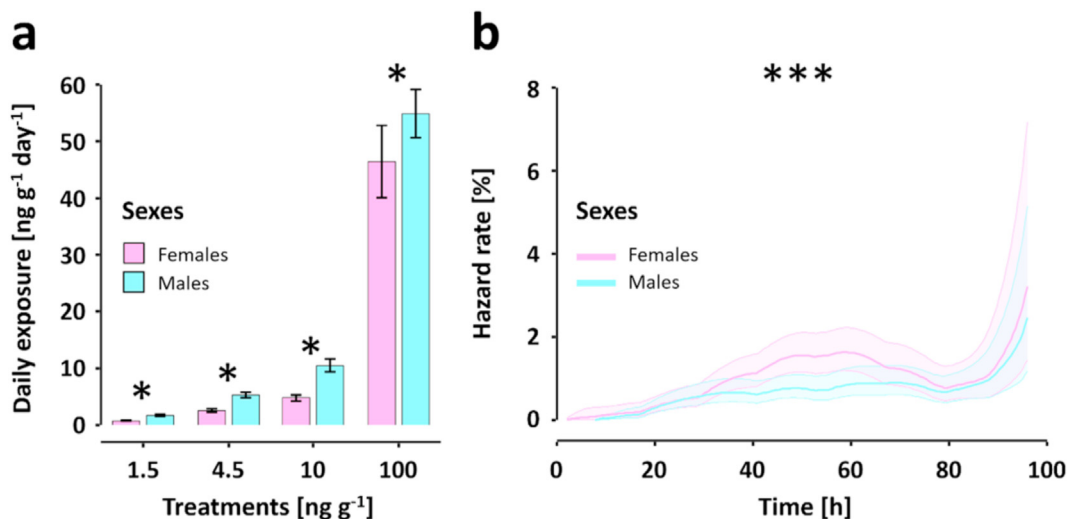 a
Daily exposure [ng g⁻¹ day⁻¹]
60
50
40
30
20
10
0
Sexes
Females
Males
*
*
*
*
1.5
4.5
10
100
Treatments [ng g⁻¹]
b
Hazard rate [%]
8
6
4
2
0
***
Sexes
Females
Males
0
20
40
60
80
100
Time [h]